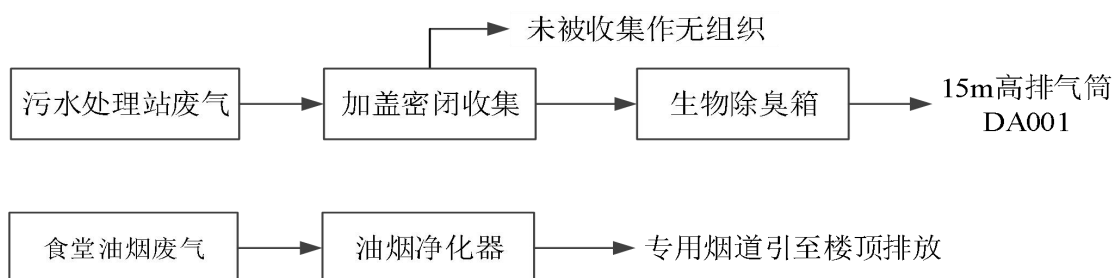 未被收集作无组织
污水处理站废气
加盖密闭收集
生物除臭箱
15m高排气筒
DA001
食堂油烟废气
油烟净化器
专用烟道引至楼顶排放